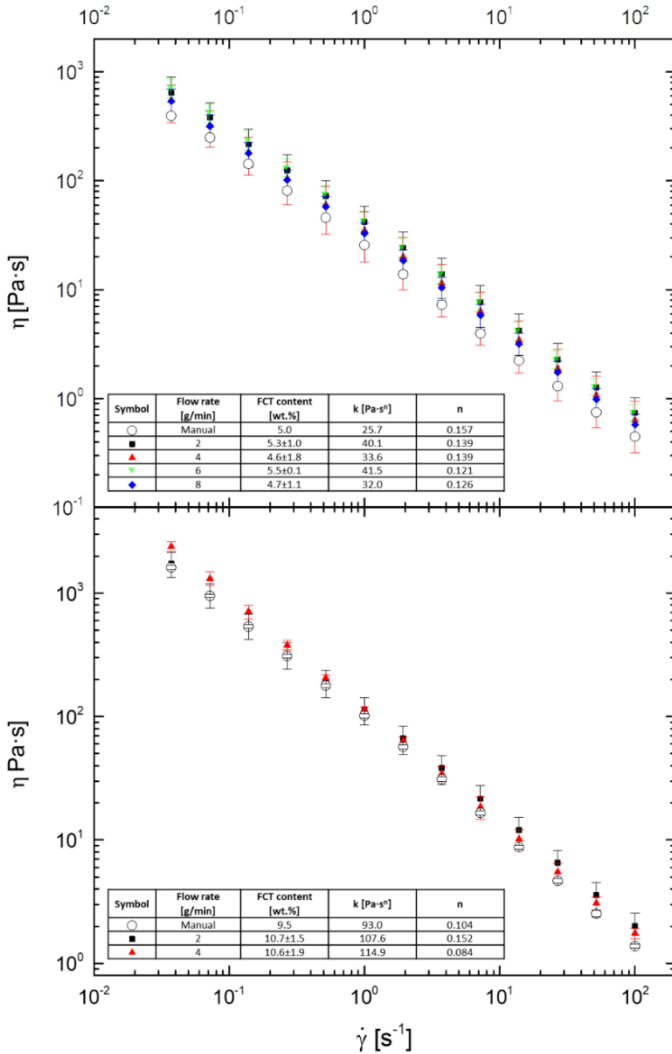 10⁻² 10⁻¹ 10⁰ 10¹ 10²
10³
10²
10¹
10⁰
10⁻¹
η [Pa·s]
Symbol Flow rate [g/min] FCT content [wt.%] k [Pa·sⁿ] n
Manual 5.0 25.7 0.157
2 5.3±1.0 40.1 0.139
4 4.6±1.8 33.6 0.139
6 5.5±0.1 41.5 0.121
8 4.7±1.1 32.0 0.126
10³
10²
10¹
10⁰
η Pa·s]
Symbol Flow rate [g/min] FCT content [wt.%] k [Pa·sⁿ] n
Manual 9.5 93.0 0.104
2 10.7±1.5 107.6 0.152
4 10.6±1.9 114.9 0.084
10⁻² 10⁻¹ 10⁰ 10¹ 10²
γ̇ [s⁻¹]